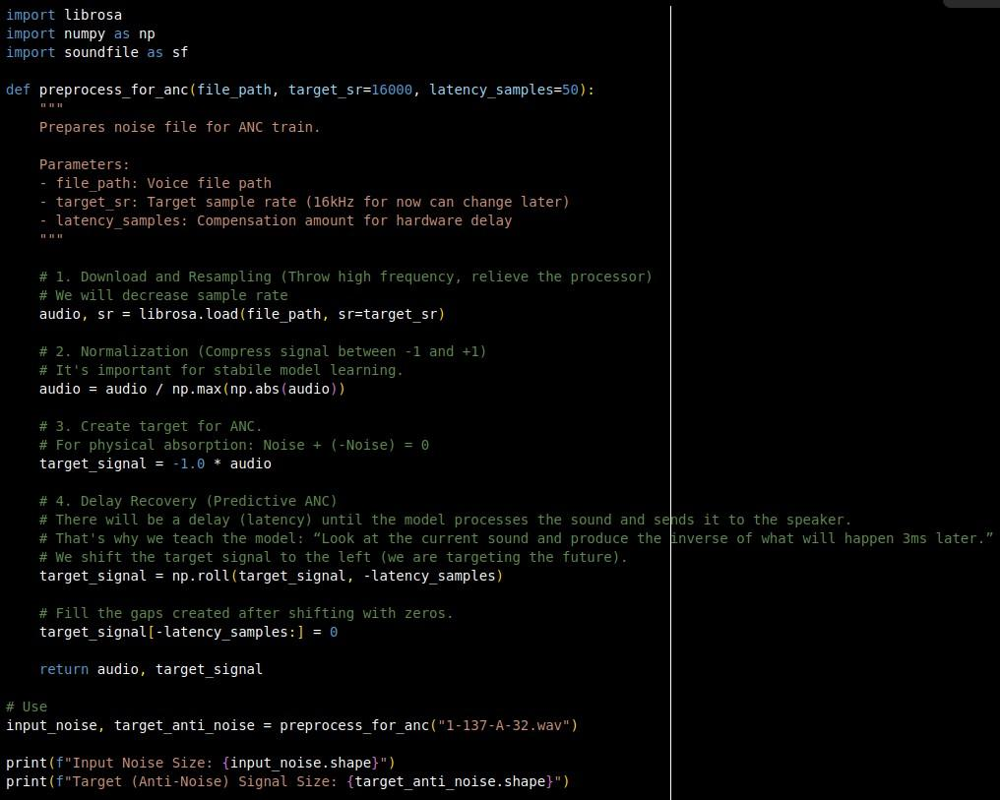 import librosa
import numpy as np
import soundfile as sf
def preprocess_for_anc(file_path, target_sr=16000, latency_samples=50):
    """
    Prepares noise file for ANC train.
    Parameters:
    - file_path: Voice file path
    - target_sr: Target sample rate (16kHz for now can change later)
    - latency_samples: Compensation amount for hardware delay
    """
    # 1. Download and Resampling (Throw high frequency, relieve the processor)
    # We will decrease sample rate
    audio, sr = librosa.load(file_path, sr=target_sr)
    # 2. Normalization (Compress signal between -1 and +1)
    # It's important for stabile model learning.
    audio = audio / np.max(np.abs(audio))
    # 3. Create target for ANC.
    # For physical absorption: Noise + (-Noise) = 0
    target_signal = -1.0 * audio
    # 4. Delay Recovery (Predictive ANC)
    # There will be a delay (latency) until the model processes the sound and sends it to the speaker.
    # That's why we teach the model: “Look at the current sound and produce the inverse of what will happen 3ms later.”
    # We shift the target signal to the left (we are targeting the future).
    target_signal = np.roll(target_signal, -latency_samples)
    # Fill the gaps created after shifting with zeros.
    target_signal[-latency_samples:] = 0
    return audio, target_signal
# Use
input_noise, target_anti_noise = preprocess_for_anc("1-137-A-32.wav")
print(f"Input Noise Size: {input_noise.shape}")
print(f"Target (Anti-Noise) Signal Size: {target_anti_noise.shape}")